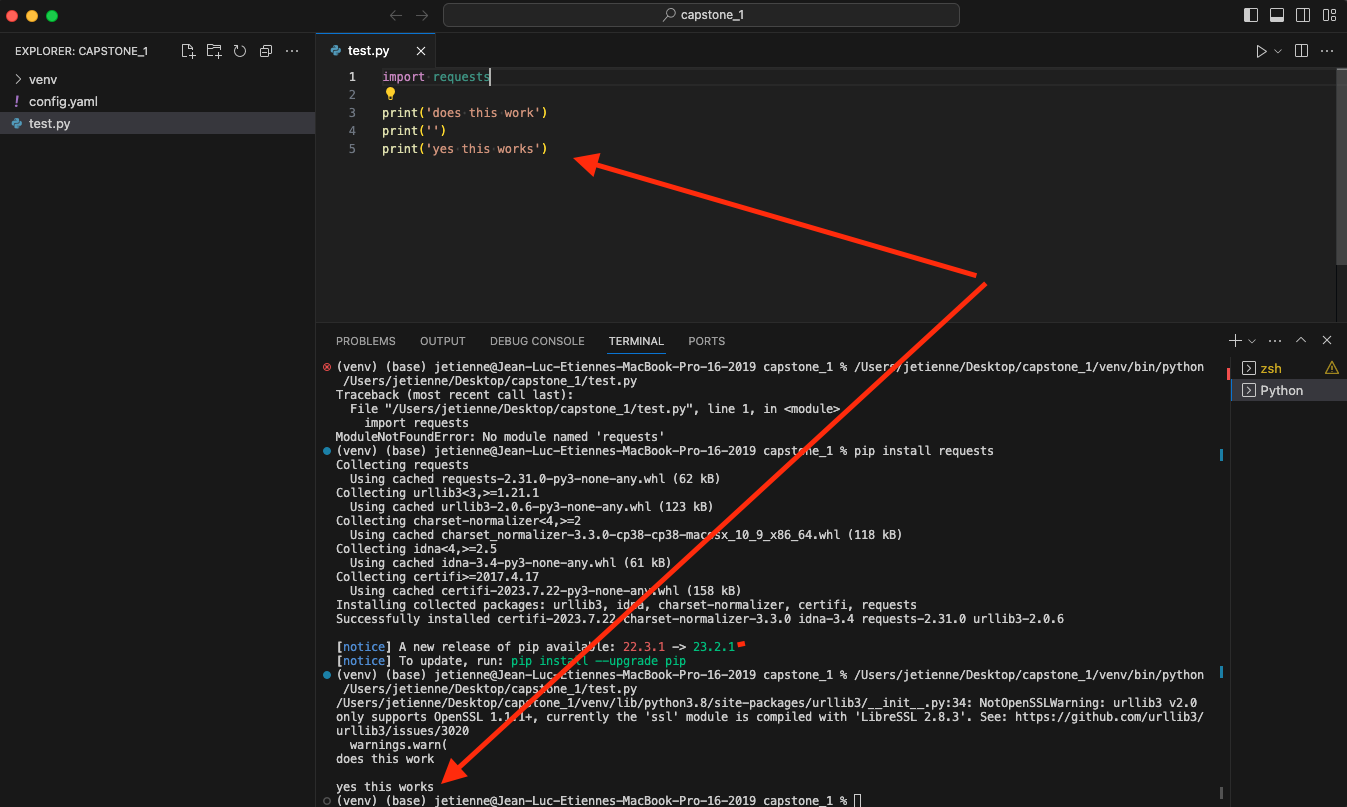 capstone_1
EXPLORER: CAPSTONE_1
venv
! config.yaml
test.py
test.py
1 import requests
2
3 print('does this work')
4 print('')
5 print('yes this works')
PROBLEMS OUTPUT DEBUG CONSOLE TERMINAL PORTS
zsh
Python
(venv) (base) jetienne@Jean-Luc-Etiennes-MacBook-Pro-16-2019 capstone_1 % /Users/jetienne/Desktop/capstone_1/venv/bin/python
/Users/jetienne/Desktop/capstone_1/test.py
Traceback (most recent call last):
File "/Users/jetienne/Desktop/capstone_1/test.py", line 1, in <module>
import requests
ModuleNotFoundError: No module named 'requests'
(venv) (base) jetienne@Jean-Luc-Etiennes-MacBook-Pro-16-2019 capstone_1 % pip install requests
Collecting requests
Using cached requests-2.31.0-py3-none-any.whl (62 kB)
Collecting urllib3<3,>=1.21.1
Using cached urllib3-2.0.6-py3-none-any.whl (123 kB)
Collecting charset-normalizer<4,>=2
Using cached charset_normalizer-3.3.0-cp38-cp38-macosx_10_9_x86_64.whl (118 kB)
Collecting idna<4,>=2.5
Using cached idna-3.4-py3-none-any.whl (61 kB)
Collecting certifi>=2017.4.17
Using cached certifi-2023.7.22-py3-none-any.whl (158 kB)
Installing collected packages: urllib3, idna, charset-normalizer, certifi, requests
Successfully installed certifi-2023.7.22 charset-normalizer-3.3.0 idna-3.4 requests-2.31.0 urllib3-2.0.6
[notice] A new release of pip available: 22.3.1 -> 23.2.1
[notice] To update, run: pip install --upgrade pip
(venv) (base) jetienne@Jean-Luc-Etiennes-MacBook-Pro-16-2019 capstone_1 % /Users/jetienne/Desktop/capstone_1/venv/bin/python
/Users/jetienne/Desktop/capstone_1/test.py
/Users/jetienne/Desktop/capstone_1/venv/lib/python3.8/site-packages/urllib3/__init__.py:34: NotOpenSSLWarning: urllib3 v2.0
only supports OpenSSL 1.1.1+, currently the 'ssl' module is compiled with 'LibreSSL 2.8.3'. See: https://github.com/urllib3/
urllib3/issues/3020
warnings.warn(
does this work
yes this works
(venv) (base) jetienne@Jean-Luc-Etiennes-MacBook-Pro-16-2019 capstone_1 %